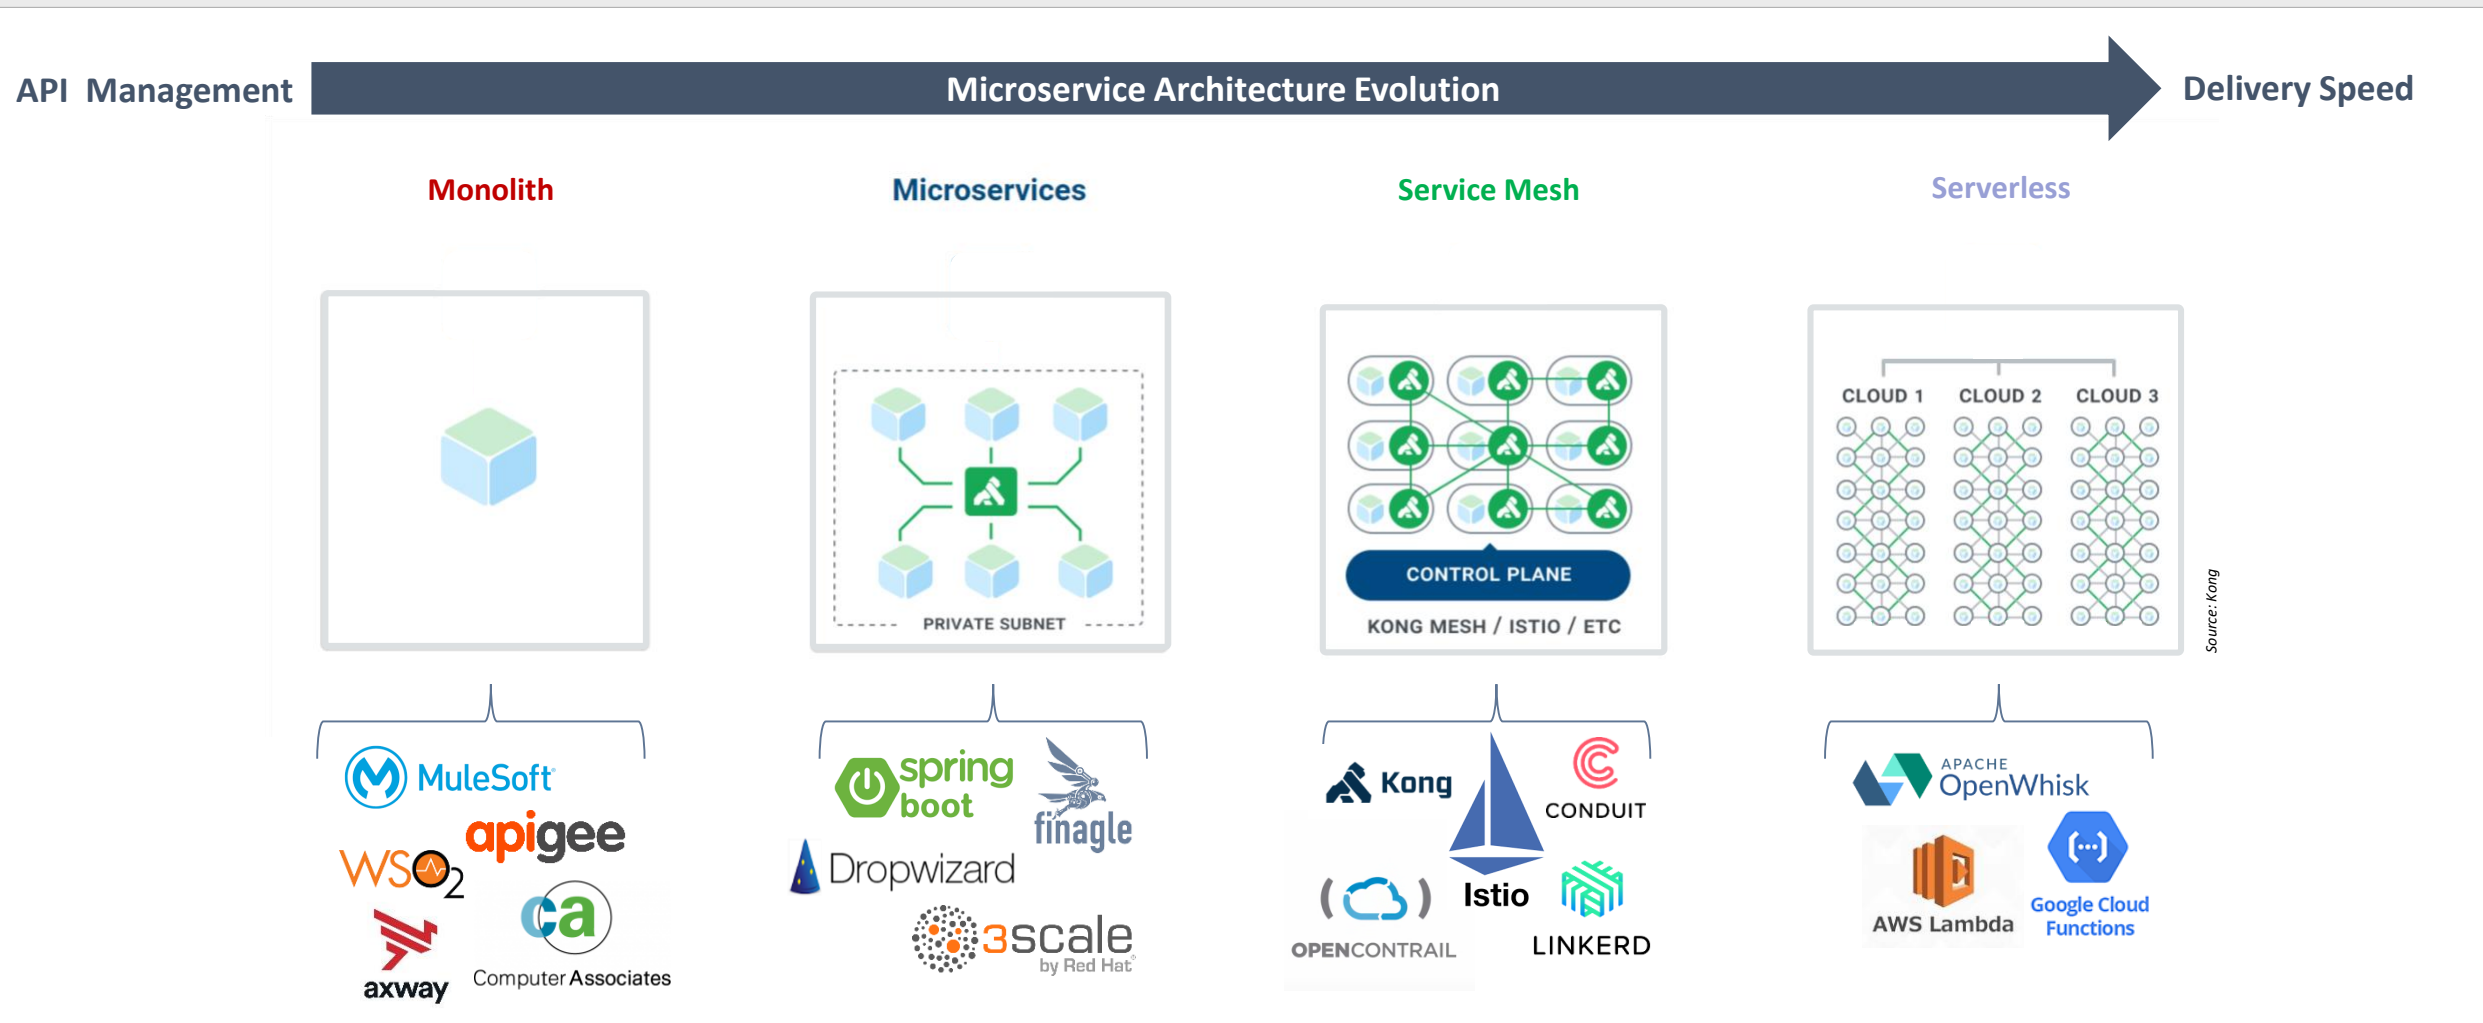 API  Management
Microservice Architecture Evolution
Delivery Speed
Monolith
Microservices
Service Mesh
Serverless
PRIVATE SUBNET
CONTROL PLANE
KONG MESH / ISTIO / ETC
CLOUD 1
CLOUD 2
CLOUD 3
Source: Kong
MuleSoft
apigee
WSO2
ca
axway
Computer Associates
spring
boot
finagle
Dropwizard
3scale
by Red Hat
Kong
CONDUIT
Istio
OPENCONTRAIL
LINKERD
APACHE
OpenWhisk
AWS Lambda
Google Cloud
Functions